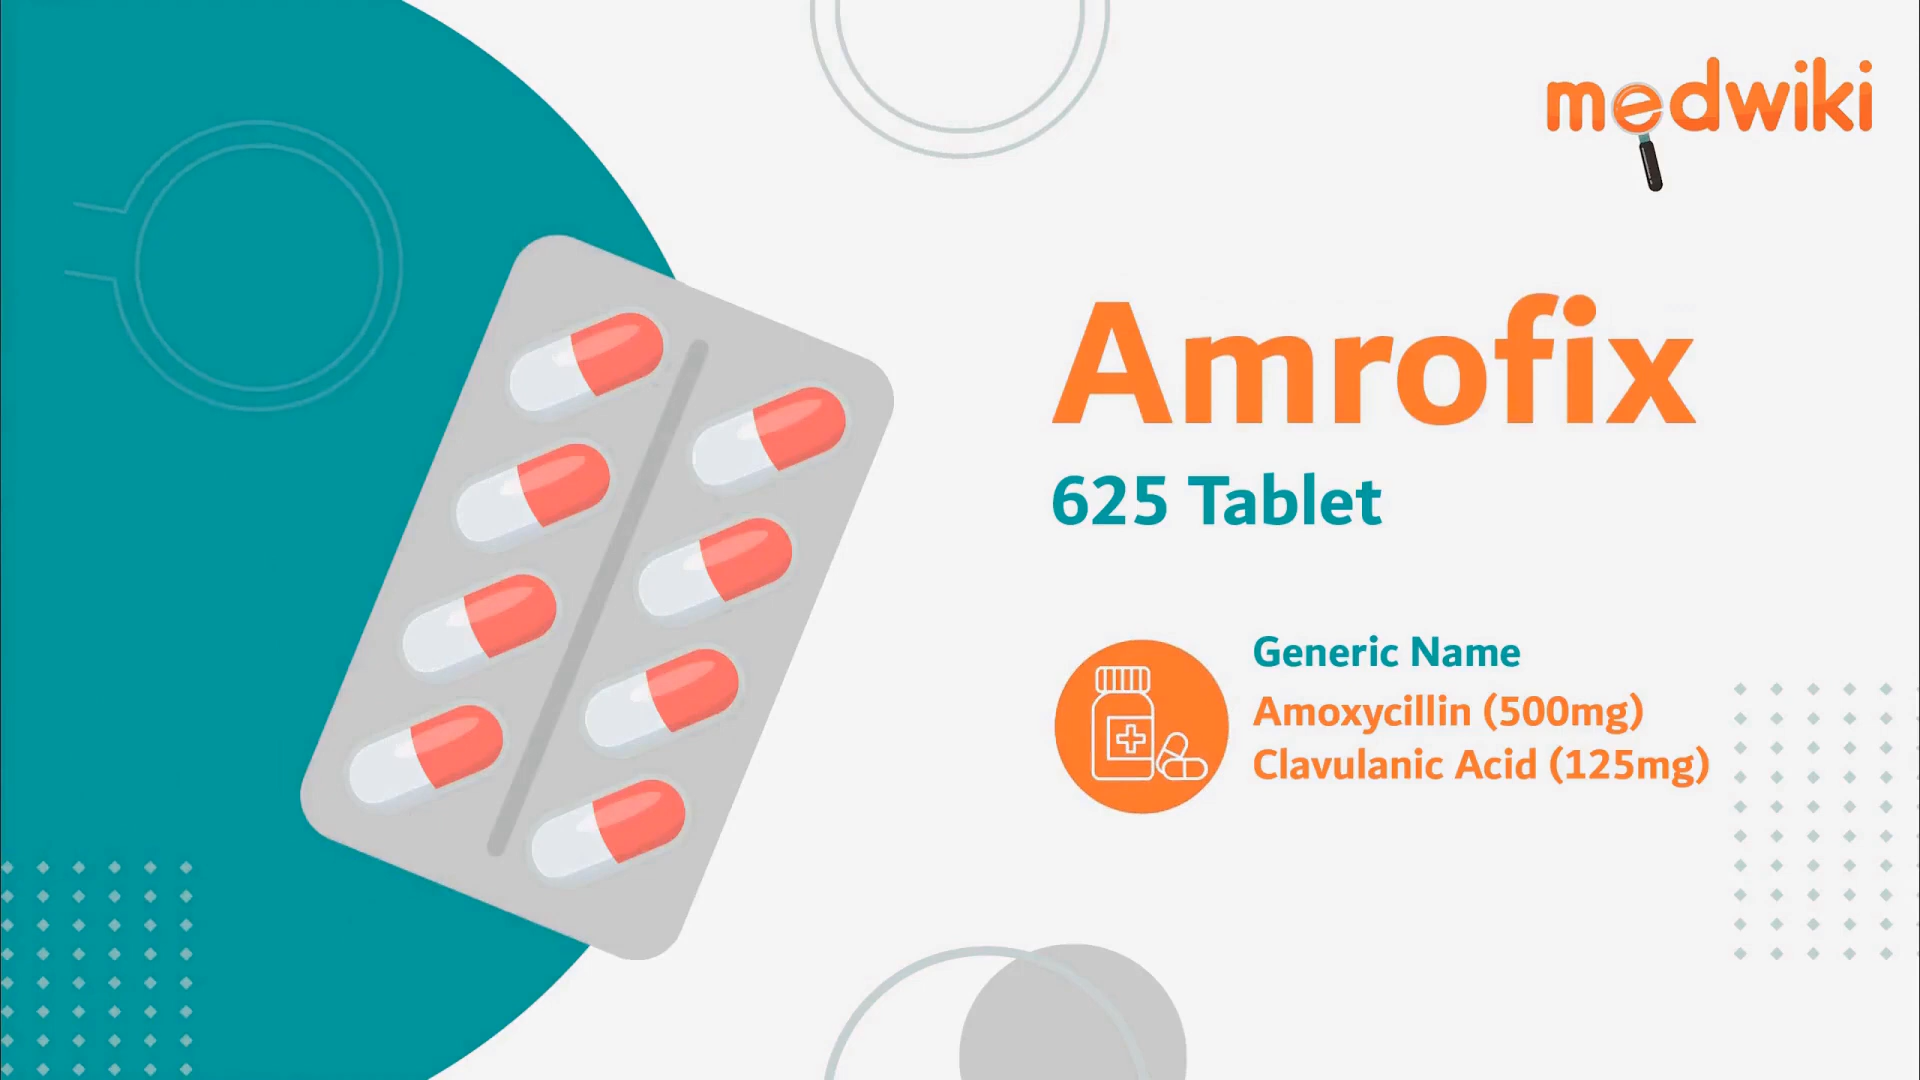 medwiki
Amrofix
625 Tablet
Generic Name
Amoxycillin (500mg)
Clavulanic Acid (125mg)